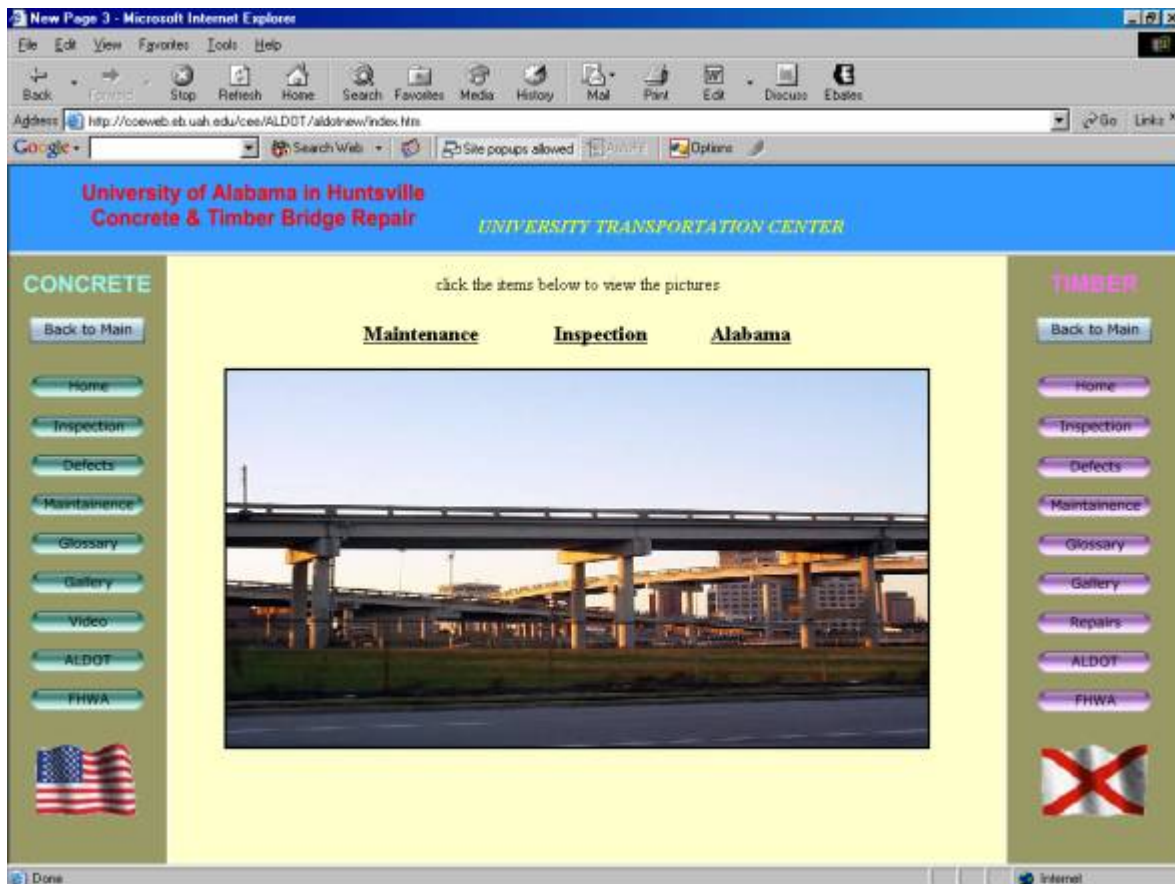 New Page 3 - Microsoft Internet Explorer
File Edit View Favorites Tools Help
Back Forward Stop Refresh Home Search Favorites Media History Mail Print Edit Discuss Ebates
Address http://coeweb.eb.uah.edu/cee/ALDOT/aldotnew/index.htm Go Links
Google Search Web Site popups allowed AutoFill Options
University of Alabama in Huntsville
Concrete & Timber Bridge Repair
UNIVERSITY TRANSPORTATION CENTER
CONCRETE
Back to Main
Home
Inspection
Defects
Maintainence
Glossary
Gallery
Video
ALDOT
FHWA
click the items below to view the pictures
Maintenance Inspection Alabama
TIMBER
Back to Main
Home
Inspection
Defects
Maintainence
Glossary
Gallery
Repairs
ALDOT
FHWA
Done Internet